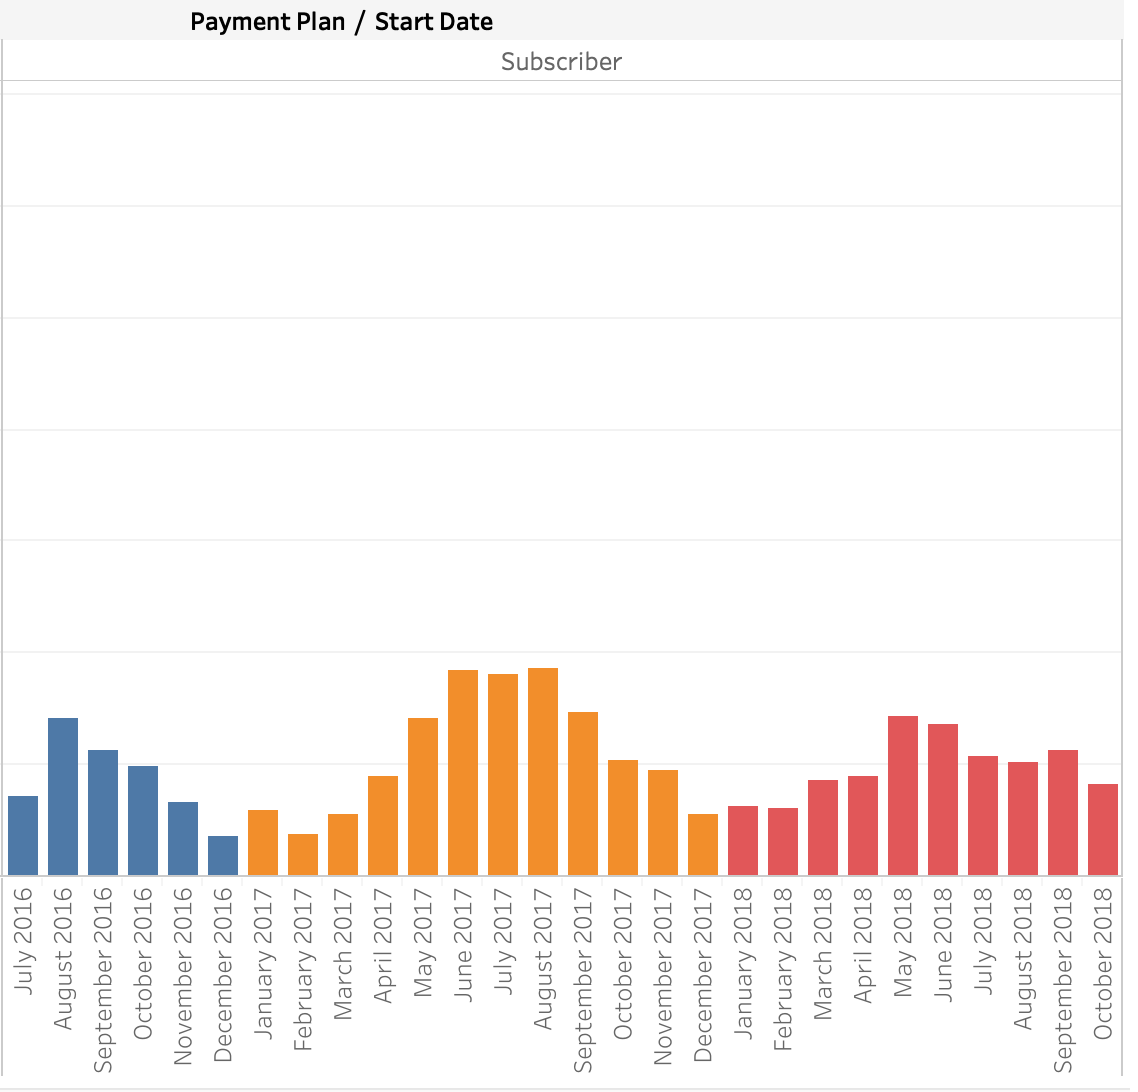 Payment Plan / Start Date
Subscriber
July 2016
August 2016
September 2016
October 2016
November 2016
December 2016
January 2017
February 2017
March 2017
April 2017
May 2017
June 2017
July 2017
August 2017
September 2017
October 2017
November 2017
December 2017
January 2018
February 2018
March 2018
April 2018
May 2018
June 2018
July 2018
August 2018
September 2018
October 2018